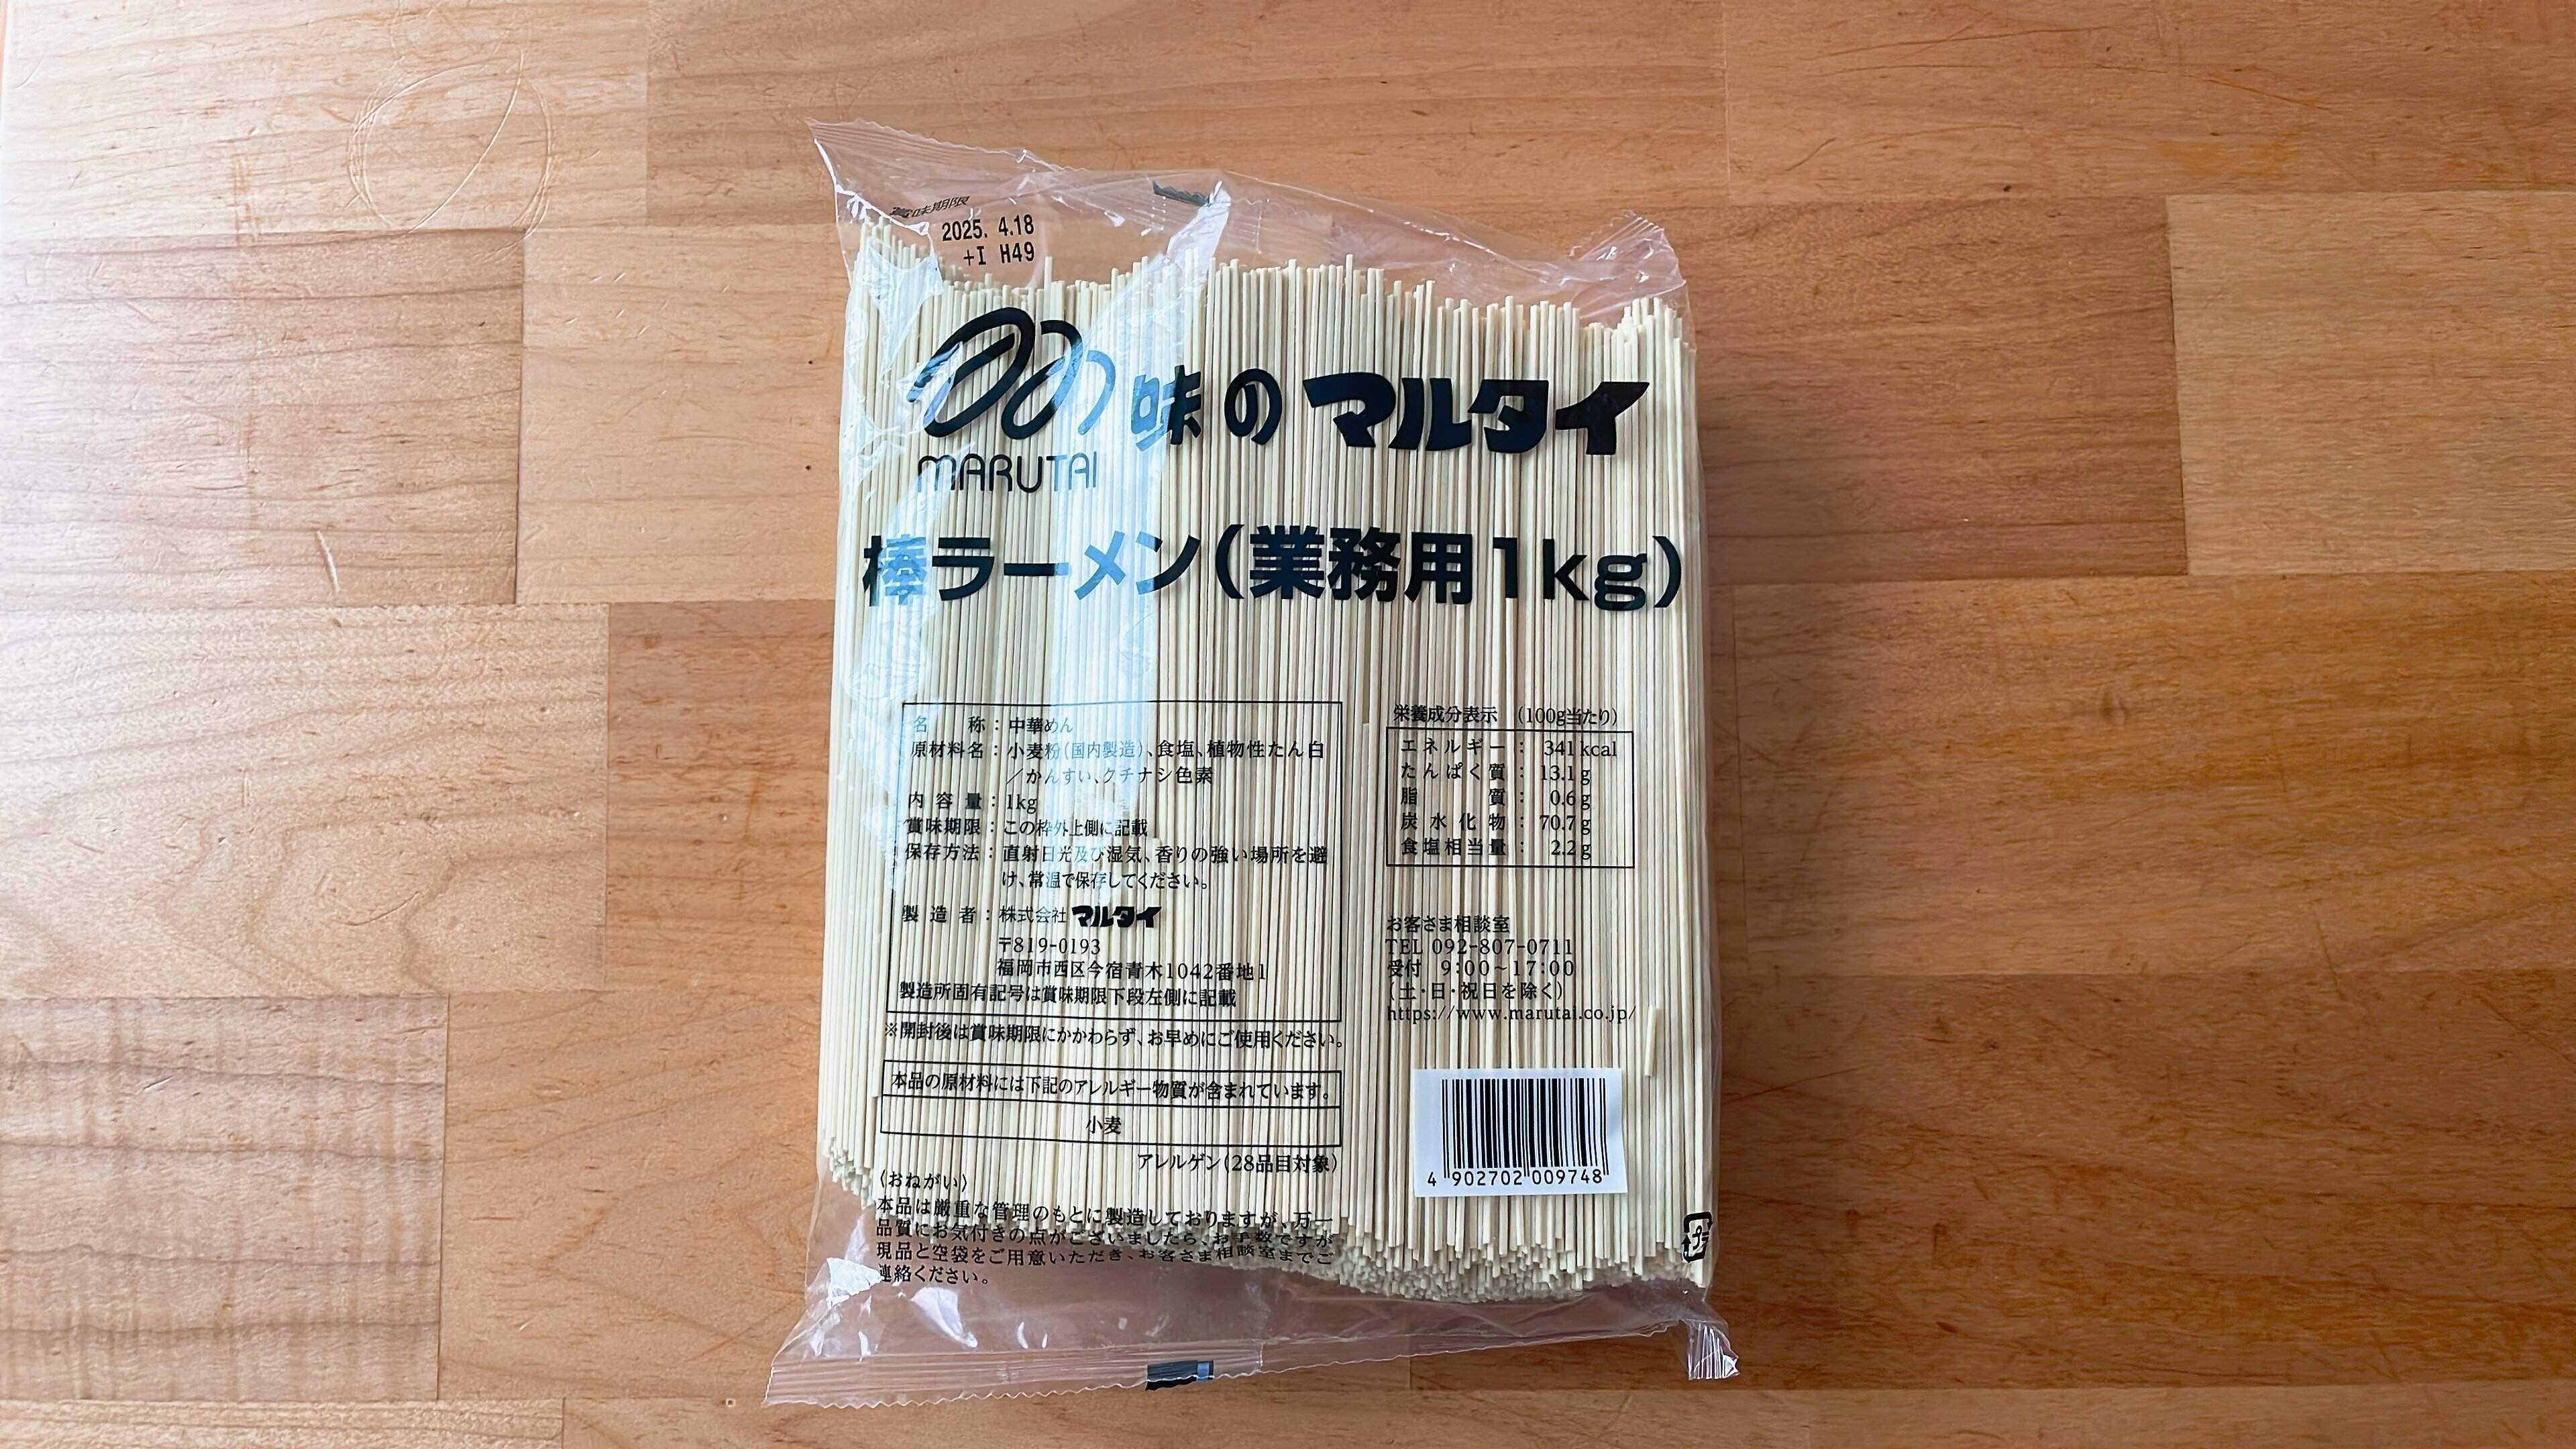 賞味期限
2025. 4.18
+I H49
味のマルタイ
MARUTAI
棒ラーメン(業務用1kg)
名称:中華めん
原材料名:小麦粉(国内製造)、食塩、植物性たん白
/かんすい、クチナシ色素
内容量:1kg
賞味期限:この枠外上側に記載
保存方法:直射日光及び湿気、香りの強い場所を避
け、常温で保存してください。
製造者:株式会社マルタイ
〒819-0193
福岡市西区今宿青木1042番地1
製造所固有記号は賞味期限下段左側に記載
※開封後は賞味期限にかかわらず、お早めにご使用ください。
本品の原材料には下記のアレルギー物質が含まれています。
小麦
アレルゲン(28品目対象)
〈おねがい〉
本品は厳重な管理のもとに製造しておりますが、万一
品質にお気付きの点がございましたら、お手数ですが
現品と空袋をご用意いただき、お客さま相談室までご
連絡ください。
栄養成分表示 (100g当たり)
エネルギー: 341kcal
たんぱく質: 13.1g
脂質: 0.6g
炭水化物: 70.7g
食塩相当量: 2.2g
お客さま相談室
TEL 092-807-0711
受付 9:00~17:00
(土・日・祝日を除く)
https://www.marutai.co.jp/
4 902702 009748
プラ